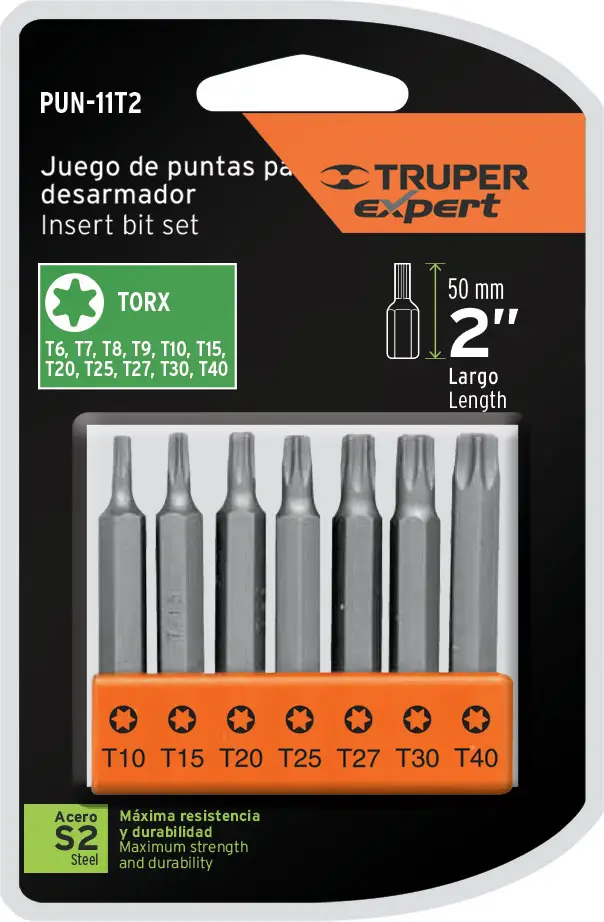 PUN-11T2
Juego de puntas pa
desarmador
Insert bit set
TRUPER
expert
TORX
T6, T7, T8, T9, T10, T15,
T20, T25, T27, T30, T40
50 mm
2"
Largo
Length
T10 T15 T20 T25 T27 T30 T40
Acero
S2
Steel
Máxima resistencia
y durabilidad
Maximum strength
and durability